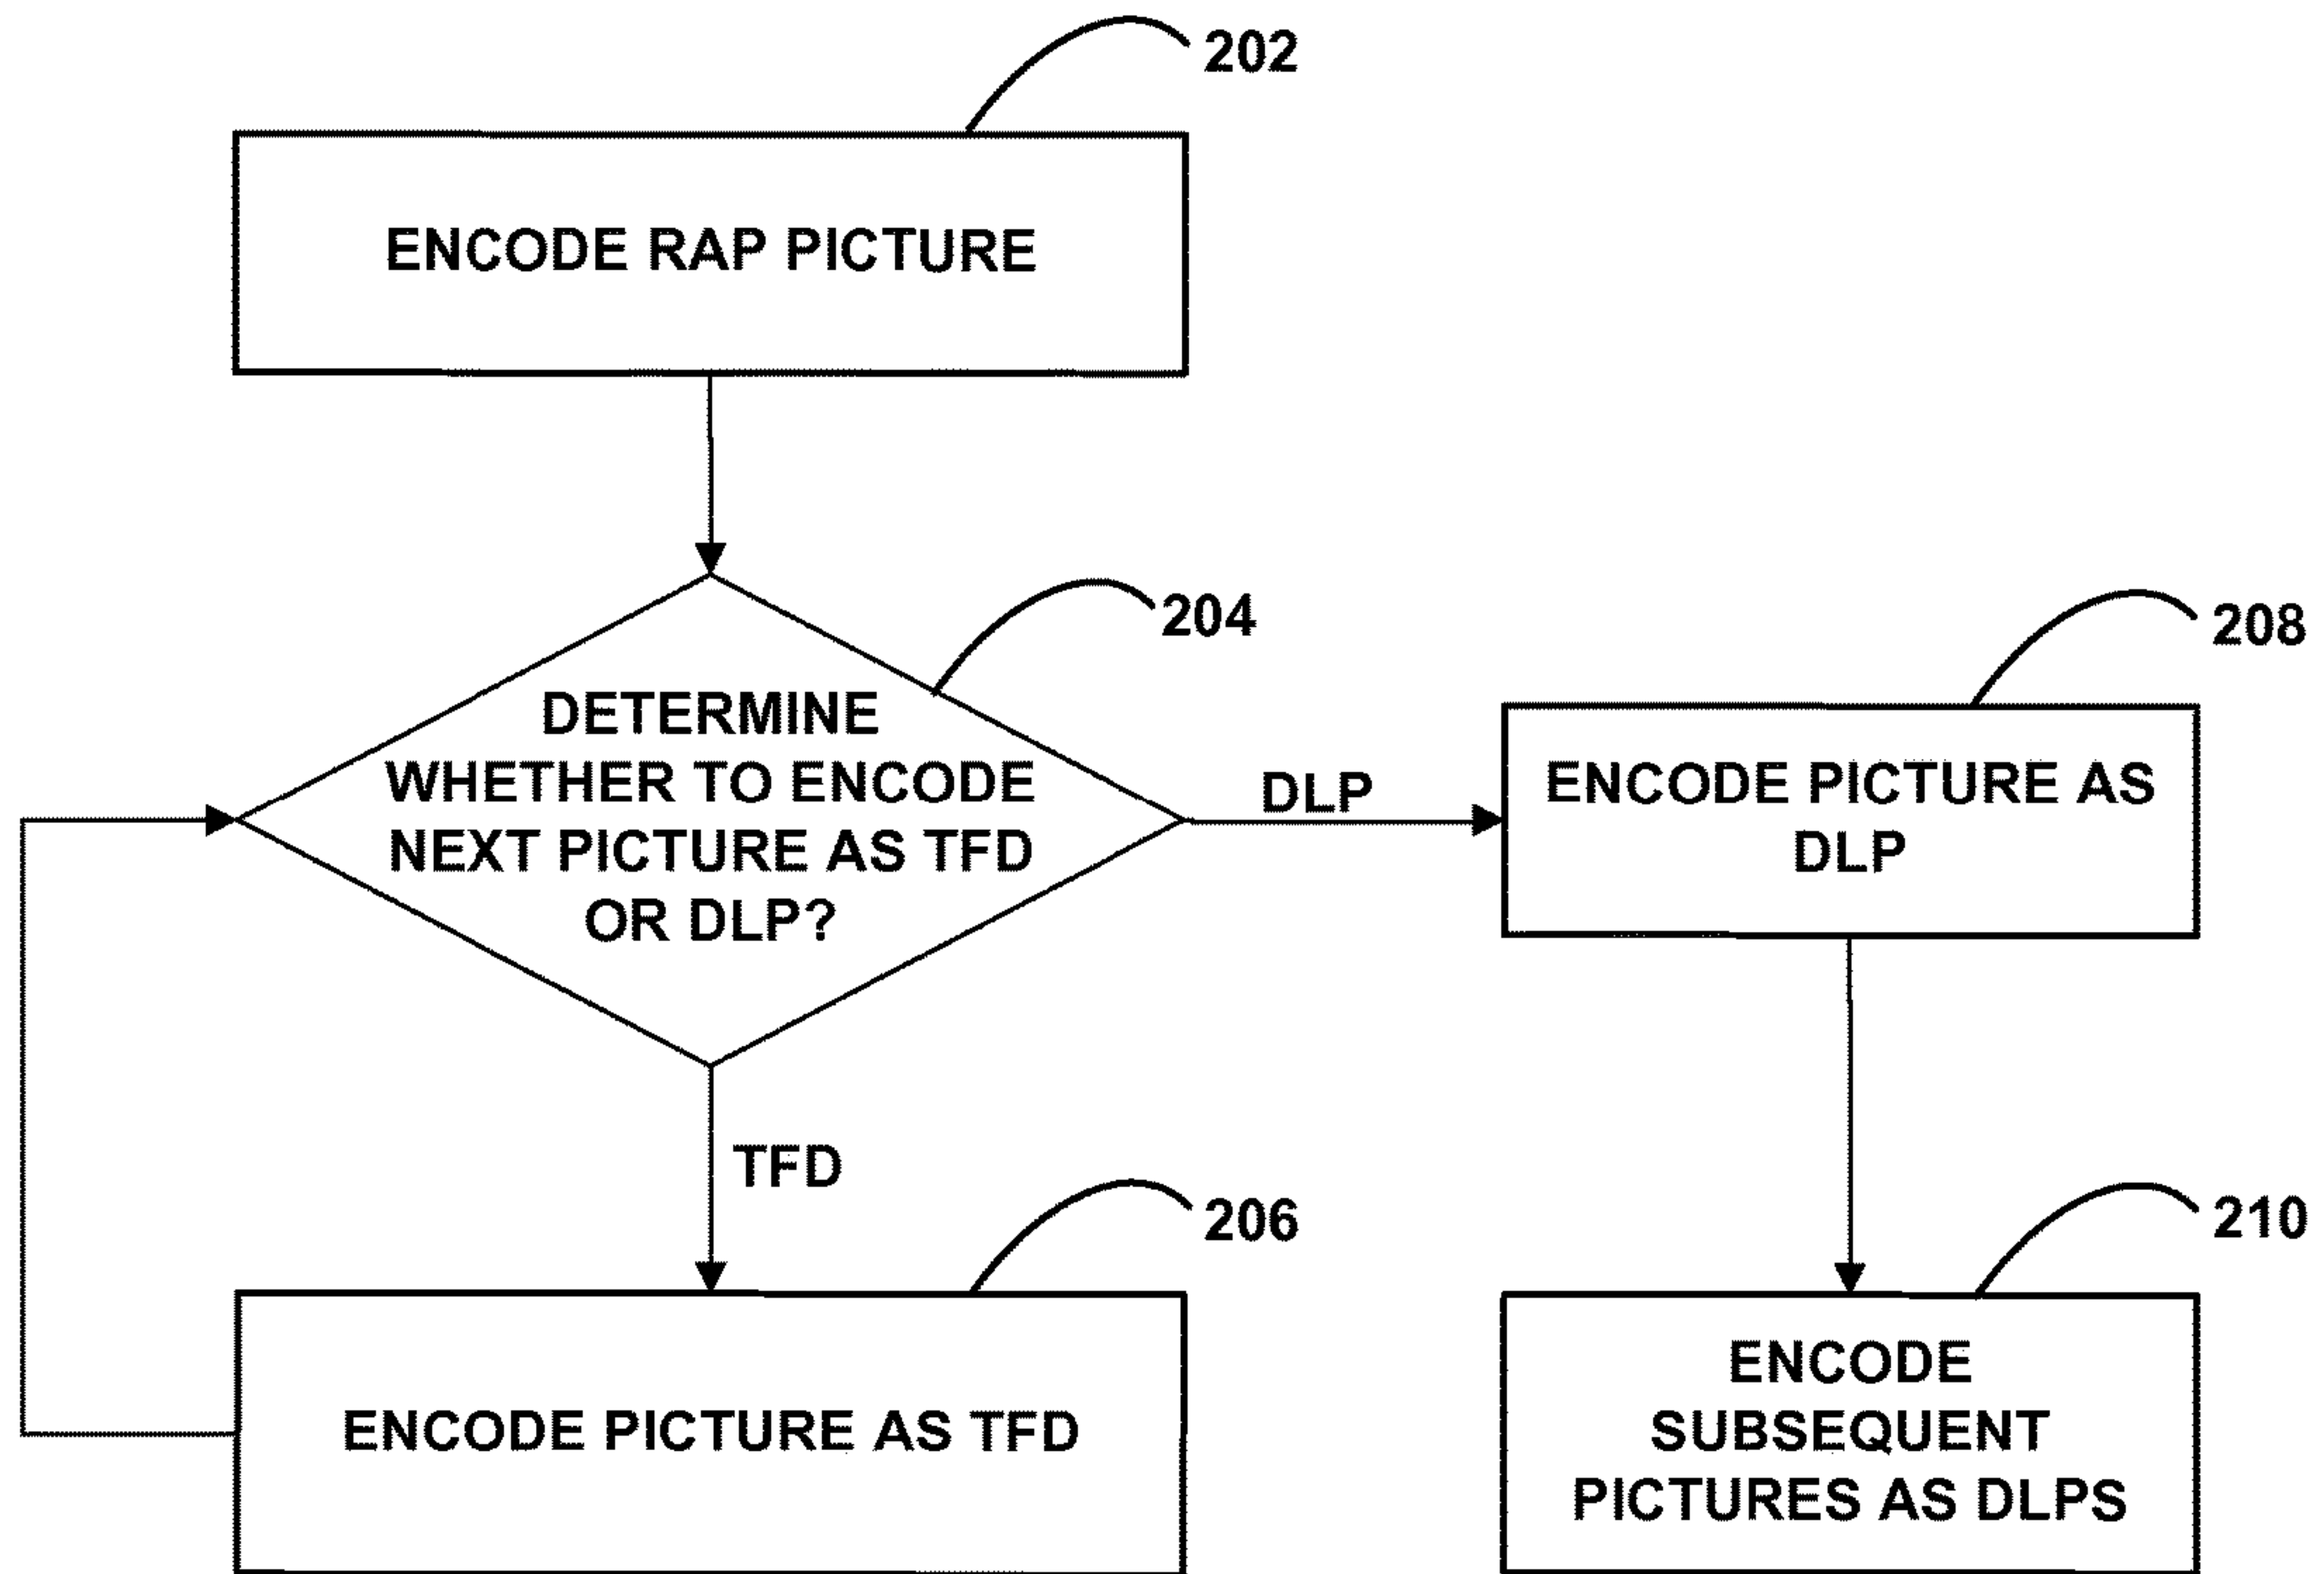 202
ENCODE RAP PICTURE
204
DETERMINE
WHETHER TO ENCODE
NEXT PICTURE AS TFD
OR DLP?
DLP
208
ENCODE PICTURE AS
DLP
TFD
206
ENCODE PICTURE AS TFD
210
ENCODE
SUBSEQUENT
PICTURES AS DLPS